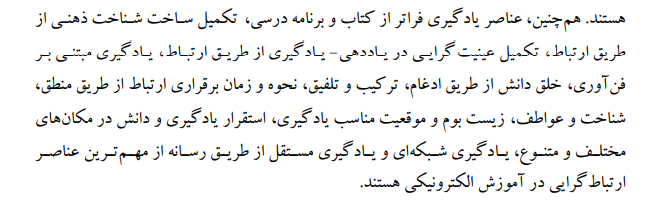 هستند. هم‌چنین، عناصر یادگیری فراتر از کتاب و برنامه درسی، تکمیل ساخت شناخت ذهنی از
طریق ارتباط، تکمیل عینیت گرایی در یاددهی- یادگیری از طریق ارتباط، یادگیری مبتنی بر
فن‌آوری، خلق دانش از طریق ادغام، ترکیب و تلفیق، نحوه و زمان برقراری ارتباط از طریق منطق،
شناخت و عواطف، زیست بوم و موقعیت مناسب یادگیری، استقرار یادگیری و دانش در مکان‌های
مختلف و متنوع، یادگیری شبکه‌ای و یادگیری مستقل از طریق رسانه از مهم‌ترین عناصر
ارتباط‌گرایی در آموزش الکترونیکی هستند.